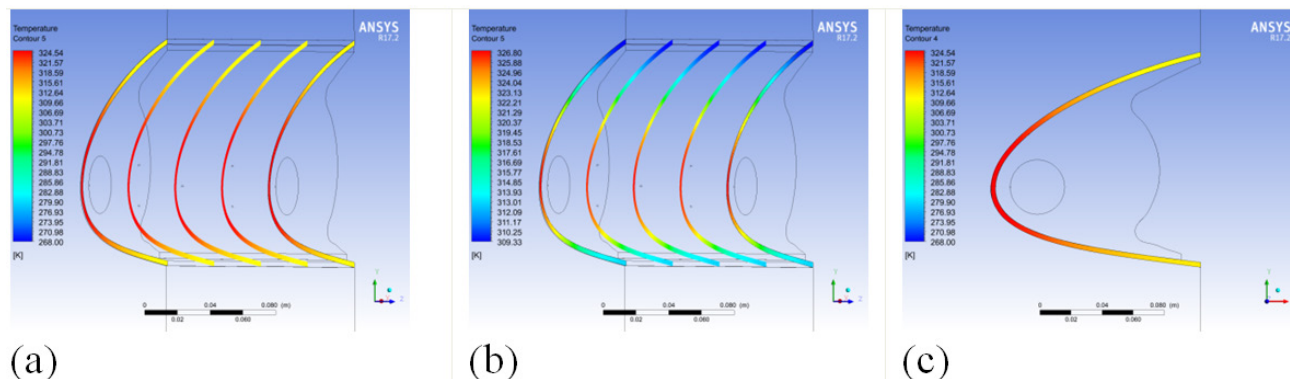 Temperature
Contour 5
324.54
321.57
318.59
315.61
312.64
309.66
306.69
303.71
300.73
297.76
294.78
291.81
288.83
285.86
282.88
279.90
276.93
273.95
270.98
268.00
[K]
ANSYS
R17.2
0
0.04
0.080
(m)
0.02
0.060
Y
X
Z
(a)
Temperature
Contour 5
326.80
325.88
324.96
324.04
323.13
322.21
321.29
320.37
319.45
318.53
317.61
316.69
315.77
314.85
313.93
313.01
312.09
311.17
310.25
309.33
[K]
ANSYS
R17.2
0
0.04
0.080
(m)
0.02
0.060
Y
X
Z
(b)
Temperature
Contour 4
324.54
321.57
318.59
315.61
312.64
309.66
306.69
303.71
300.73
297.76
294.78
291.81
288.83
285.86
282.88
279.90
276.93
273.95
270.98
268.00
[K]
ANSYS
R17.2
0
0.04
0.080
(m)
0.02
0.060
Y
(c)